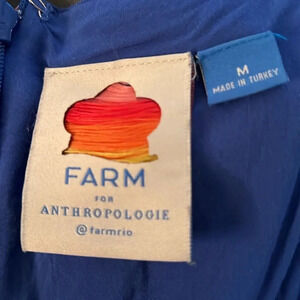 FARM
FOR
ANTHROPOLOGIE
@farmrio
M
MADE IN TURKEY